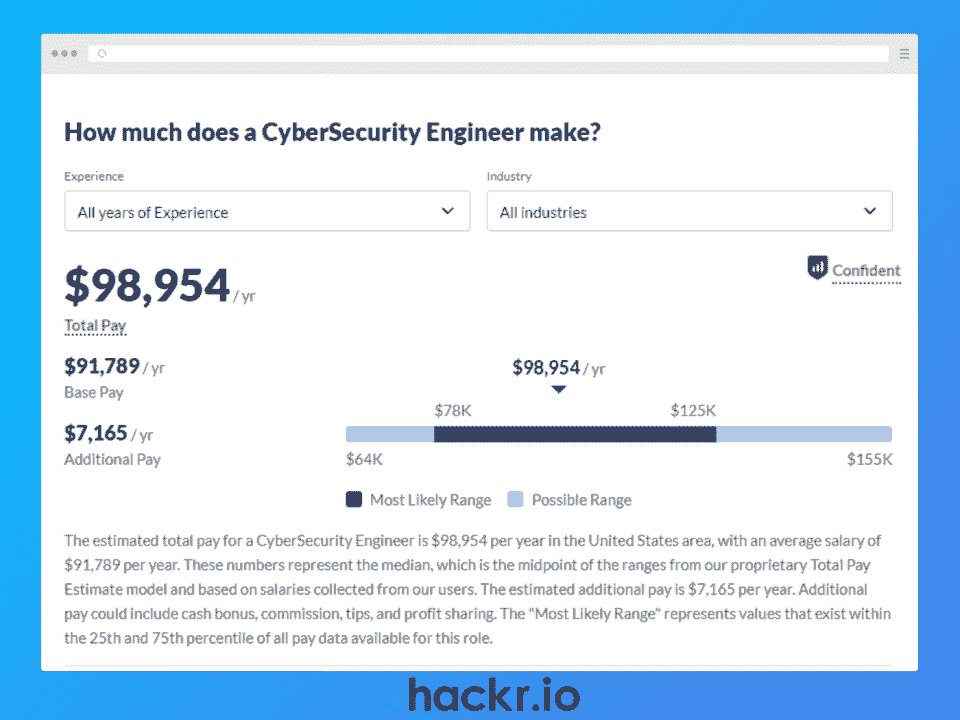 How much does a CyberSecurity Engineer make?
Experience
Industry
All years of Experience
All industries
$98,954 / yr
Confident
Total Pay
$91,789 / yr
Base Pay
$98,954 / yr
$78K
$125K
$7,165 / yr
Additional Pay
$64K
$155K
Most Likely Range
Possible Range
The estimated total pay for a CyberSecurity Engineer is $98,954 per year in the United States area, with an average salary of
$91,789 per year. These numbers represent the median, which is the midpoint of the ranges from our proprietary Total Pay
Estimate model and based on salaries collected from our users. The estimated additional pay is $7,165 per year. Additional
pay could include cash bonus, commission, tips, and profit sharing. The "Most Likely Range" represents values that exist within
the 25th and 75th percentile of all pay data available for this role.
hackr.io